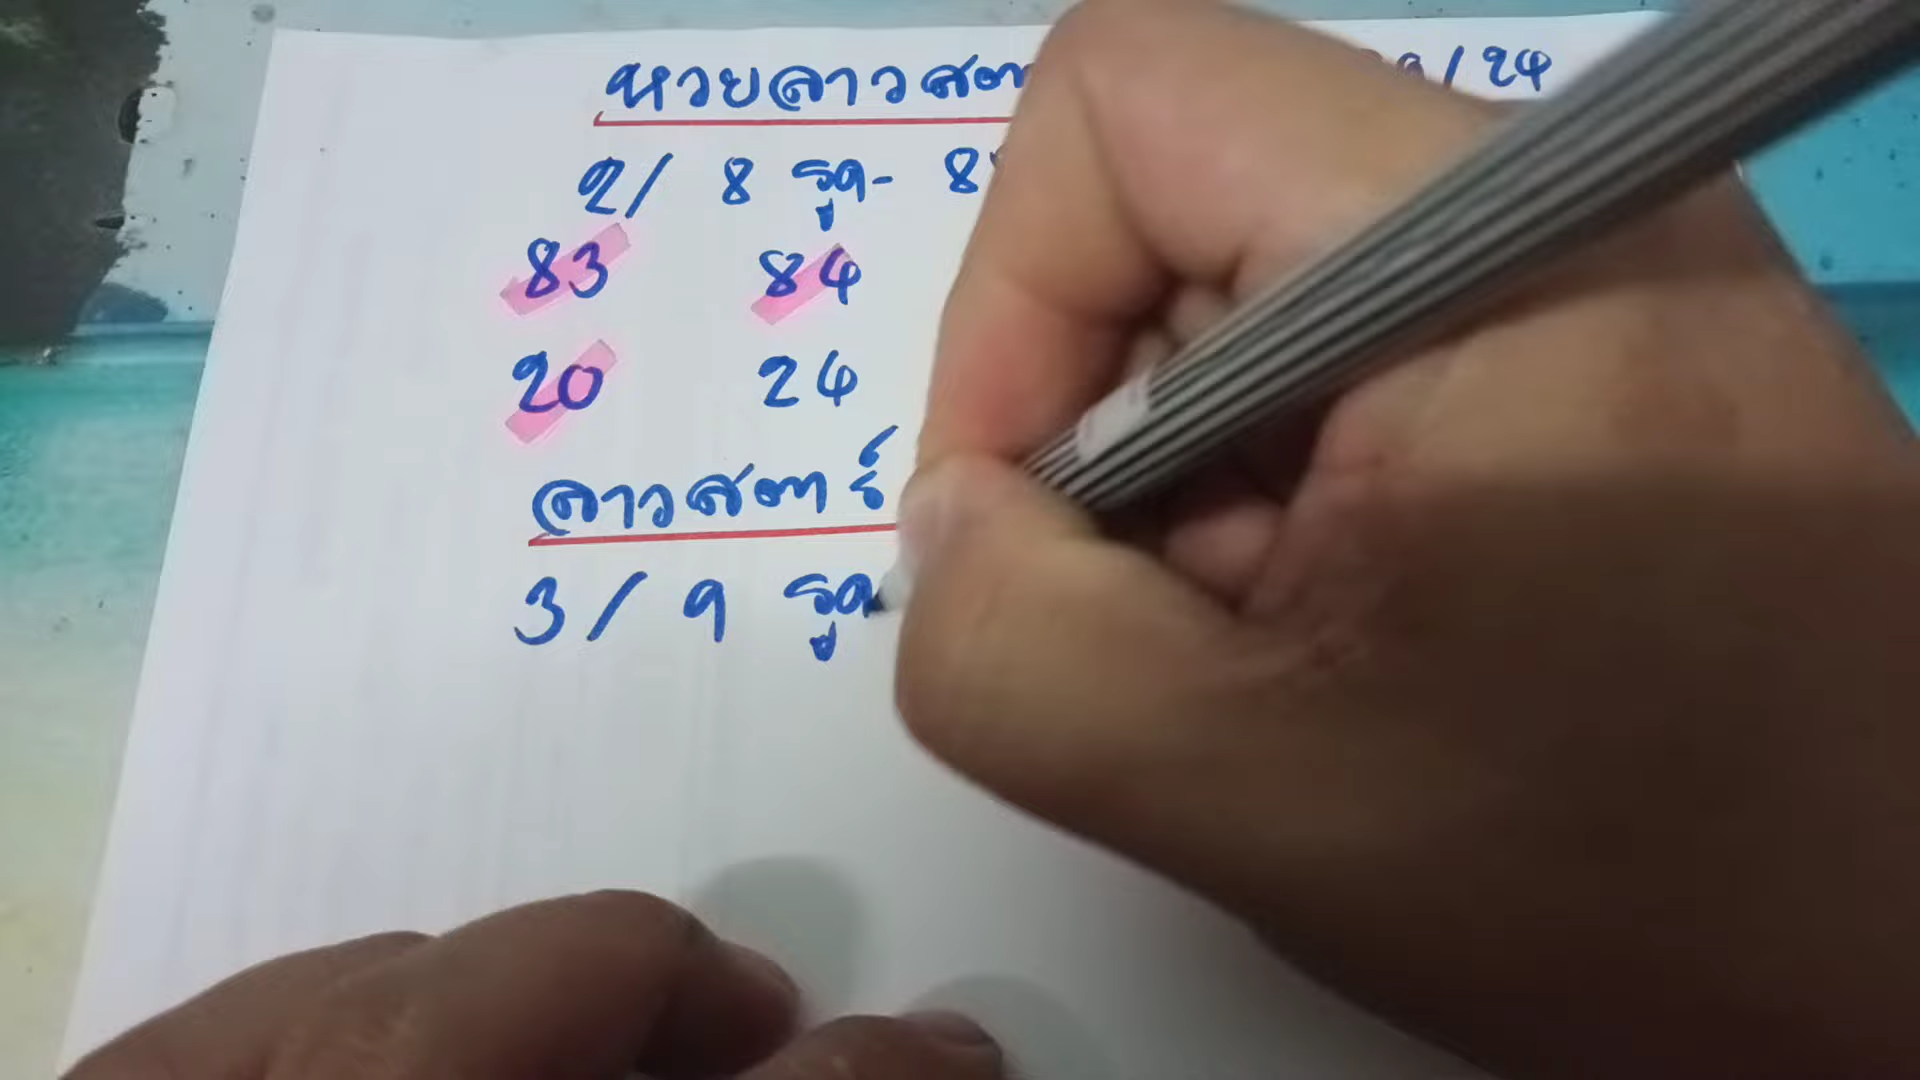 หวยลาวสตา /24
2/ 8 รูด- 8
83 84
20 24
ลาวสตาร์
3/9 รูด